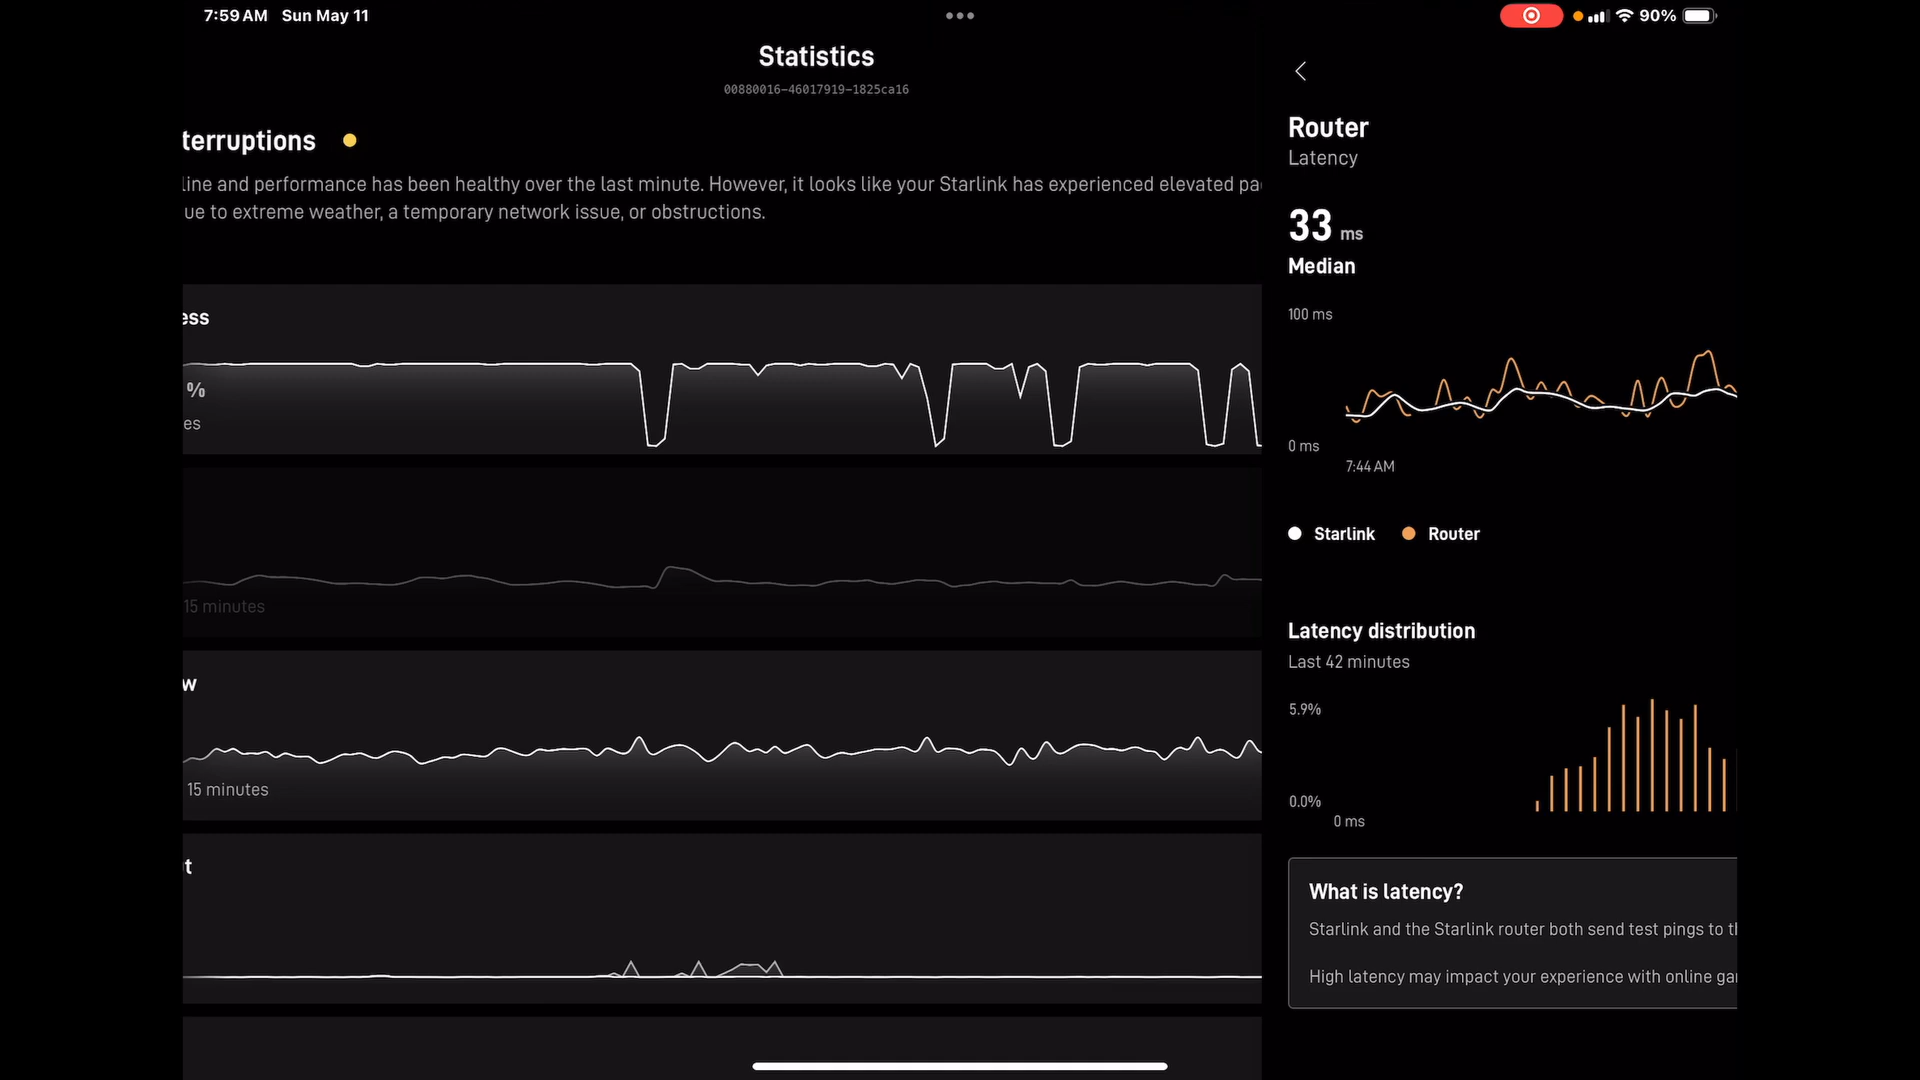 7:59 AM Sun May 11
90%
Statistics
00880016-46017919-1825ca16
terruptions
line and performance has been healthy over the last minute. However, it looks like your Starlink has experienced elevated pa
ue to extreme weather, a temporary network issue, or obstructions.
ess
%
es
15 minutes
w
15 minutes
t
Router
Latency
33 ms
Median
100 ms
0 ms
7:44 AM
Starlink Router
Latency distribution
Last 42 minutes
5.9%
0.0%
0 ms
What is latency?
Starlink and the Starlink router both send test pings to t
High latency may impact your experience with online ga